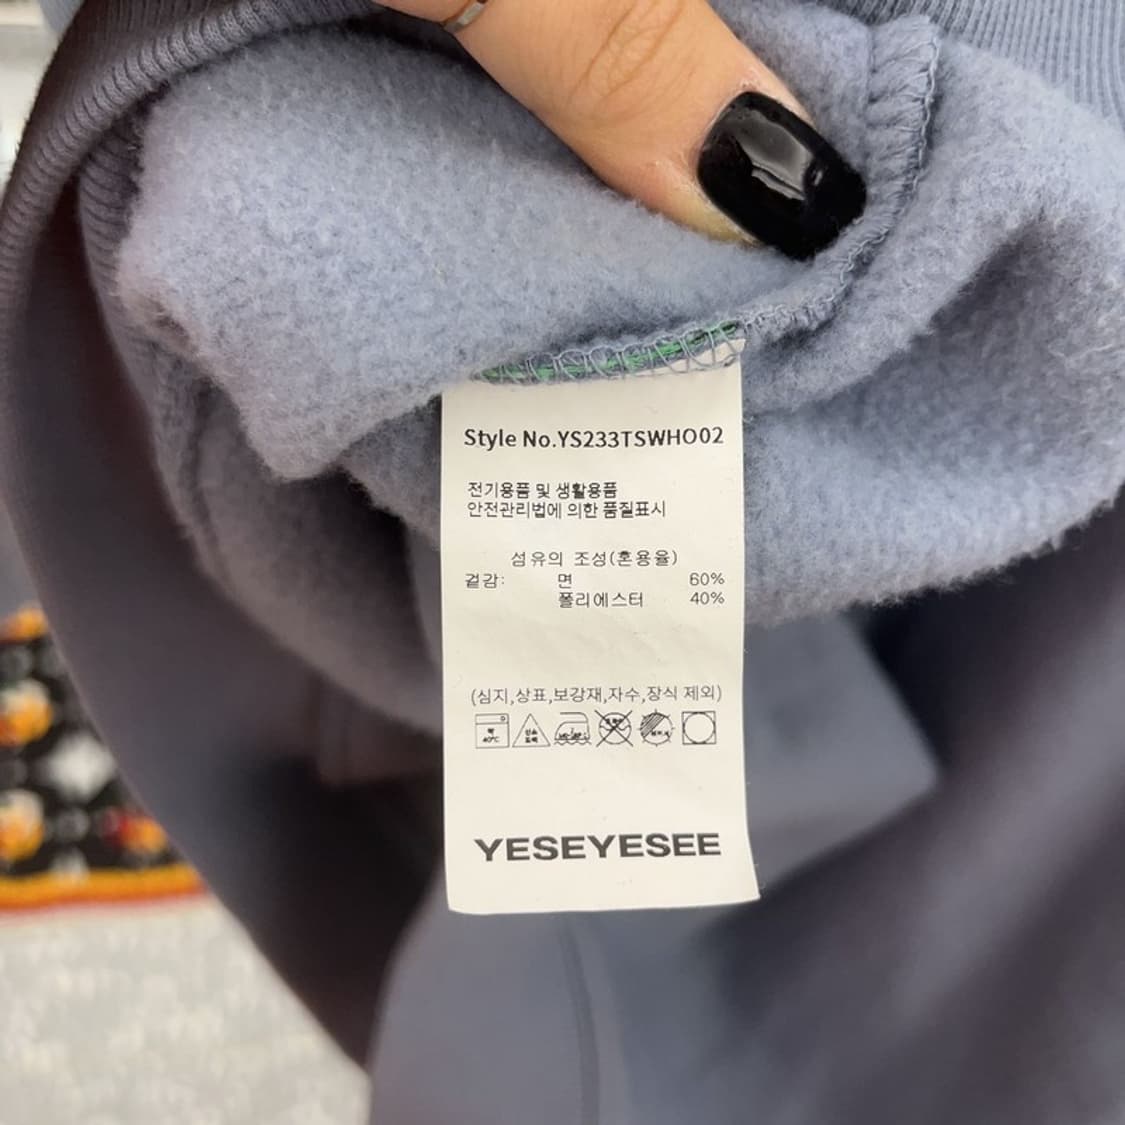 Style No.YS233TSWHO02
전기용품 및 생활용품
안전관리법에 의한 품질표시
섬유의 조성(혼용율)
겉감: 면 60%
폴리에스터 40%
(심지,상표,보강재,자수,장식 제외)
약 40℃
YESEYESEE